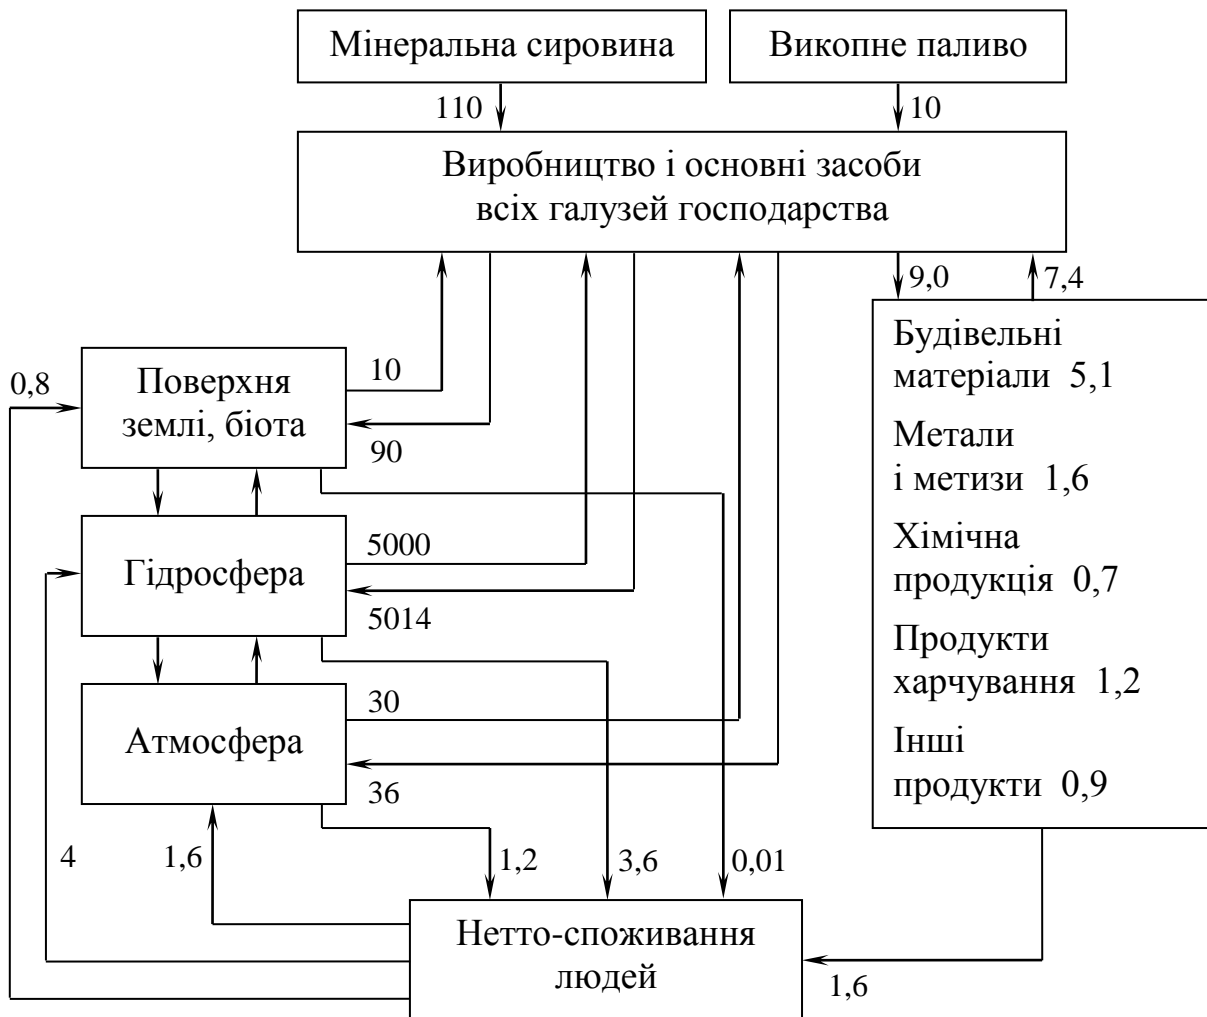 Мінеральна сировина
Викопне паливо
110
10
Виробництво і основні засоби
всіх галузей господарства
9,0
7,4
Будівельні
матеріали 5,1
Метали
і метизи 1,6
Хімічна
продукція 0,7
Продукти
харчування 1,2
Інші
продукти 0,9
0,8
Поверхня
землі, біота
10
90
Гідросфера
5000
5014
Атмосфера
30
36
4
1,6
1,2
3,6
0,01
Нетто-споживання
людей
1,6